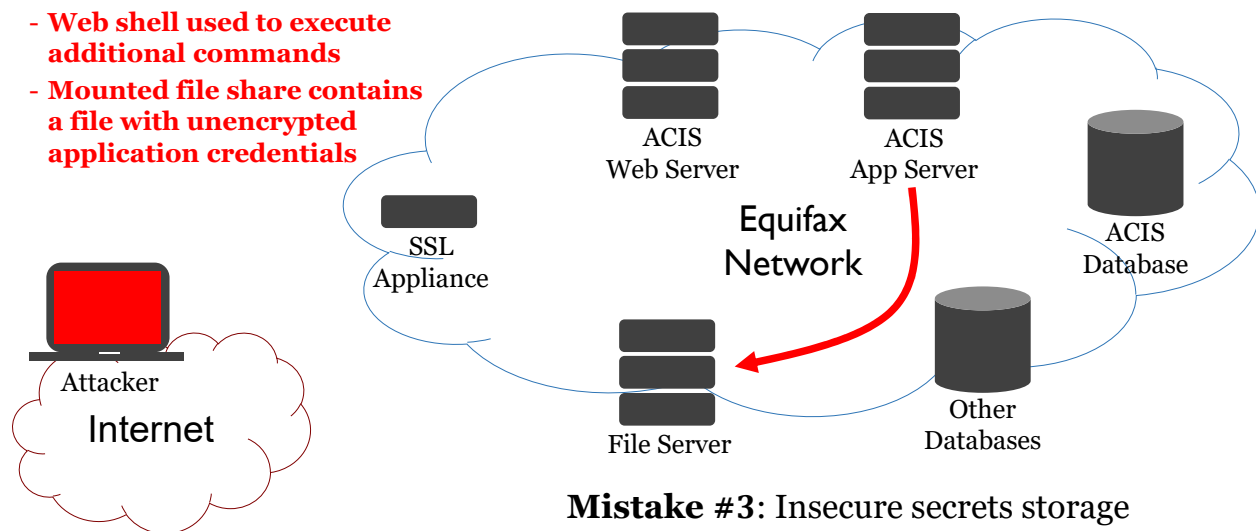 - Web shell used to execute
additional commands
- Mounted file share contains
a file with unencrypted
application credentials
ACIS
Web Server
ACIS
App Server
ACIS
Database
Equifax
Network
SSL
Appliance
Attacker
Internet
File Server
Other
Databases
Mistake #3: Insecure secrets storage